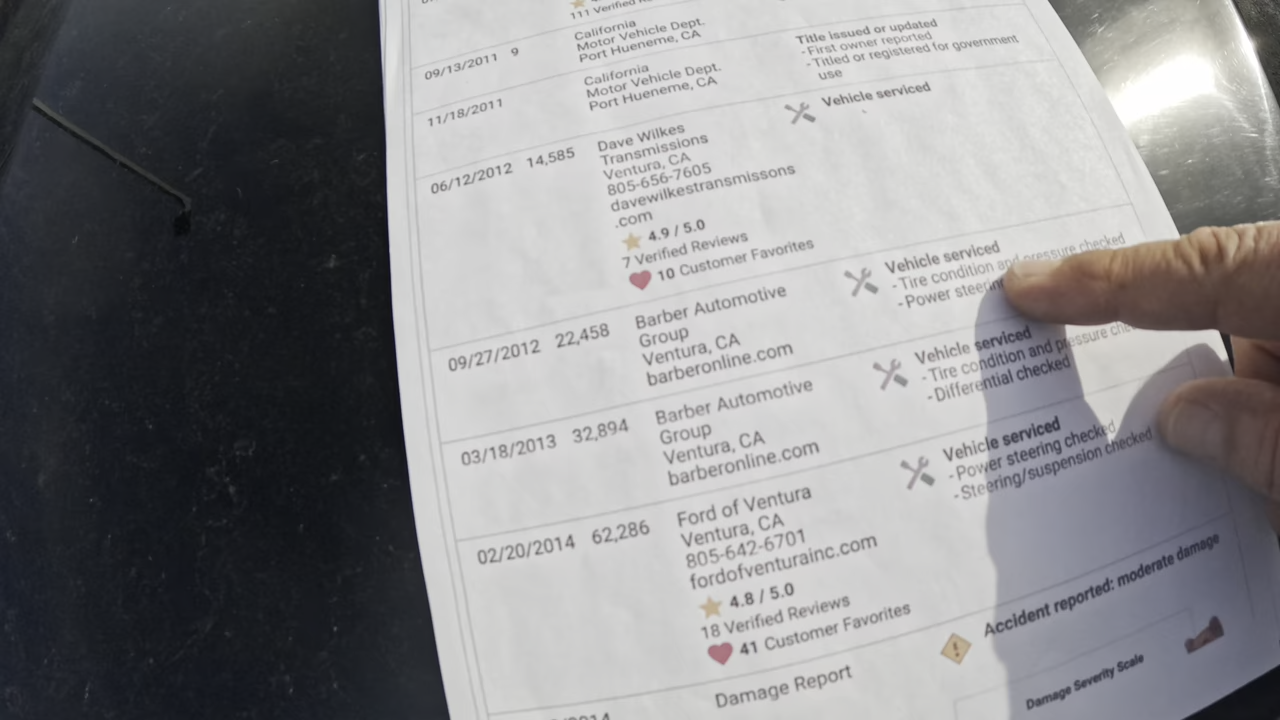 111 Verified
09/13/2011 9
California
Motor Vehicle Dept.
Port Hueneme, CA
11/18/2011
California
Motor Vehicle Dept.
Port Hueneme, CA
Title issued or updated
- First owner reported
- Titled or registered for government
use
06/12/2012 14,585
Dave Wilkes
Transmissions
Ventura, CA
805-656-7605
davewilkestransmissons
.com
4.9 / 5.0
7 Verified Reviews
10 Customer Favorites
Vehicle serviced
09/27/2012 22,458
Barber Automotive
Group
Ventura, CA
barberonline.com
Vehicle serviced
- Tire condition and pressure checked
- Power steering
03/18/2013 32,894
Barber Automotive
Group
Ventura, CA
barberonline.com
Vehicle serviced
- Tire condition and pressure
- Differential checked
02/20/2014 62,286
Ford of Ventura
Ventura, CA
805-642-6701
fordofventurainc.com
4.8 / 5.0
18 Verified Reviews
41 Customer Favorites
Vehicle serviced
- Power steering checked
- Steering/suspension checked
Damage Report
Accident reported: moderate damage
Damage Severity Scale